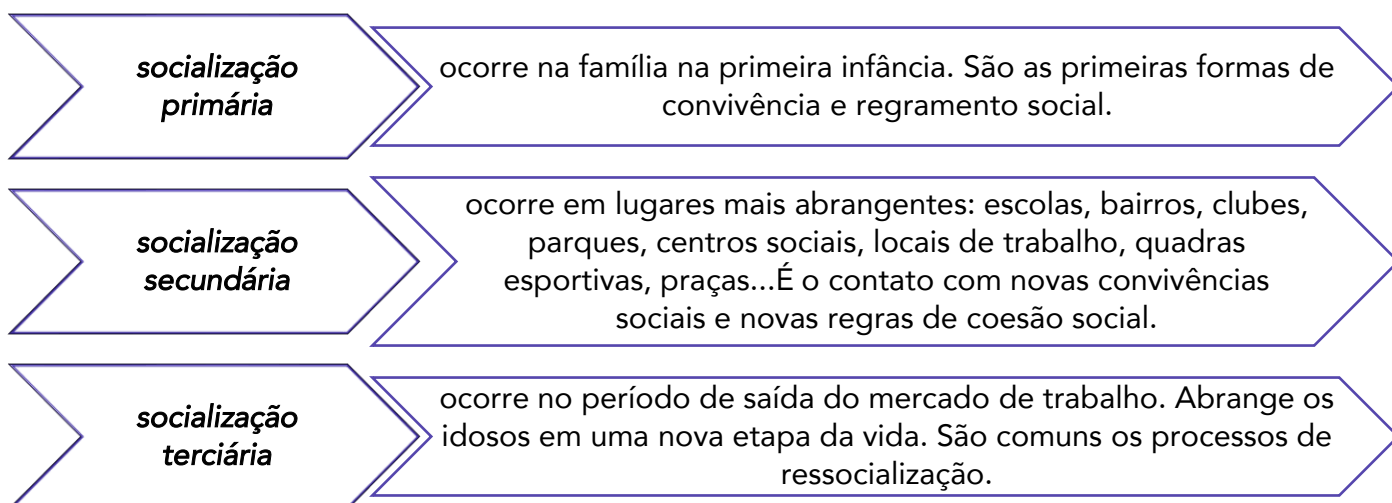 socialização
primária
ocorre na família na primeira infância. São as primeiras formas de
convivência e regramento social.
socialização
secundária
ocorre em lugares mais abrangentes: escolas, bairros, clubes,
parques, centros sociais, locais de trabalho, quadras
esportivas, praças...É o contato com novas convivências
sociais e novas regras de coesão social.
socialização
terciária
ocorre no período de saída do mercado de trabalho. Abrange os
idosos em uma nova etapa da vida. São comuns os processos de
ressocialização.